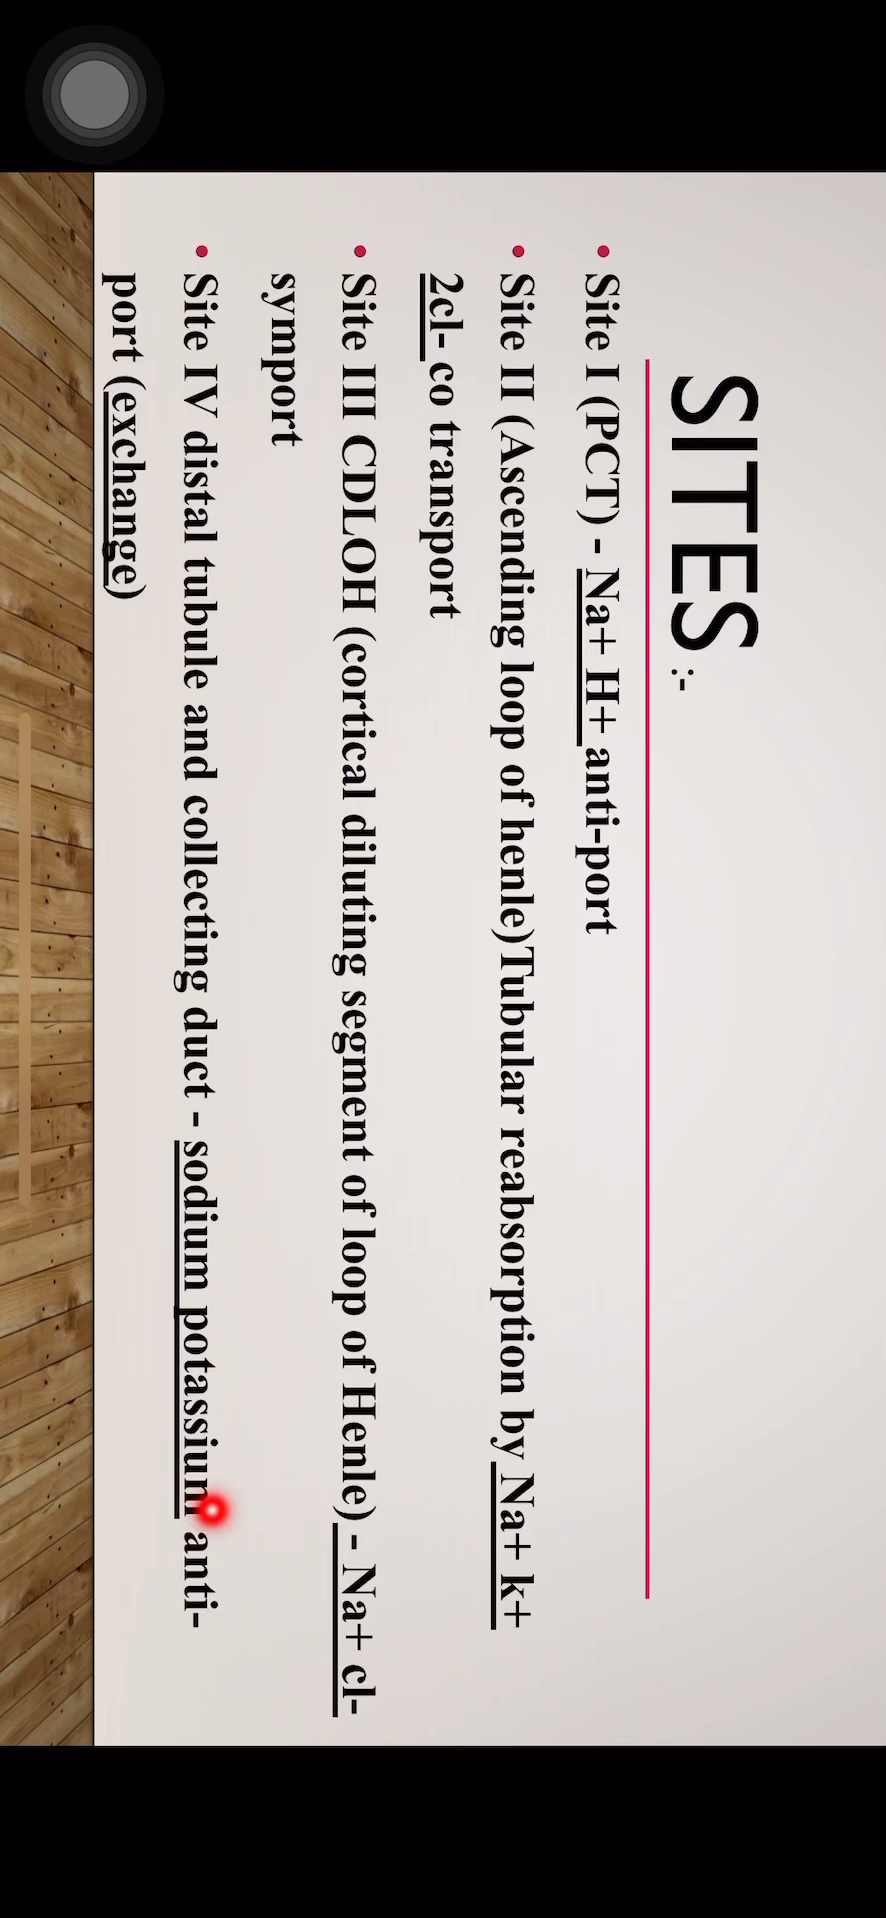 SITES :-
• Site I (PCT) - Na+ H+ anti-port
• Site II (Ascending loop of henle)Tubular reabsorption by Na+ k+
2cl- co transport
• Site III CDLOH (cortical diluting segment of loop of Henle) - Na+ cl-
symport
• Site IV distal tubule and collecting duct - sodium potassium anti-
port (exchange)